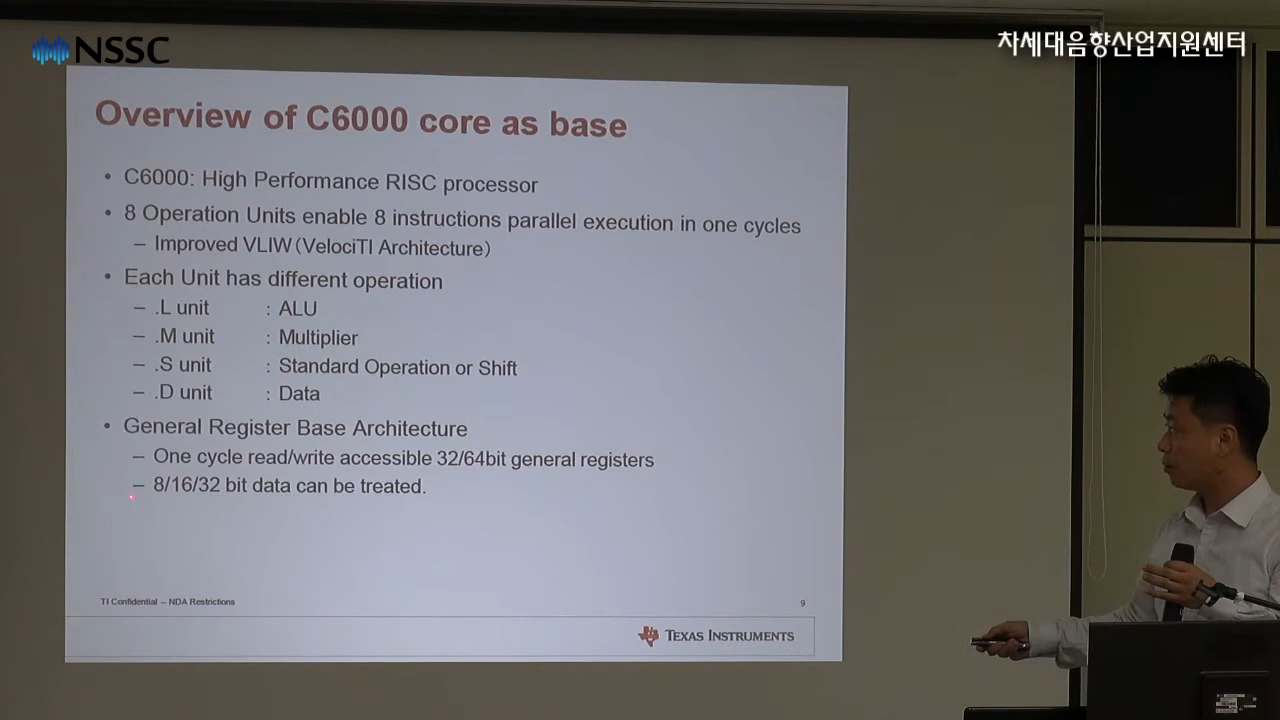 NSSC
차세대음향산업지원센터
Overview of C6000 core as base
• C6000: High Performance RISC processor
• 8 Operation Units enable 8 instructions parallel execution in one cycles
– Improved VLIW(VelociTI Architecture)
• Each Unit has different operation
– .L unit : ALU
– .M unit : Multiplier
– .S unit : Standard Operation or Shift
– .D unit : Data
• General Register Base Architecture
– One cycle read/write accessible 32/64bit general registers
– 8/16/32 bit data can be treated.
TI Confidential – NDA Restrictions
9
TEXAS INSTRUMENTS